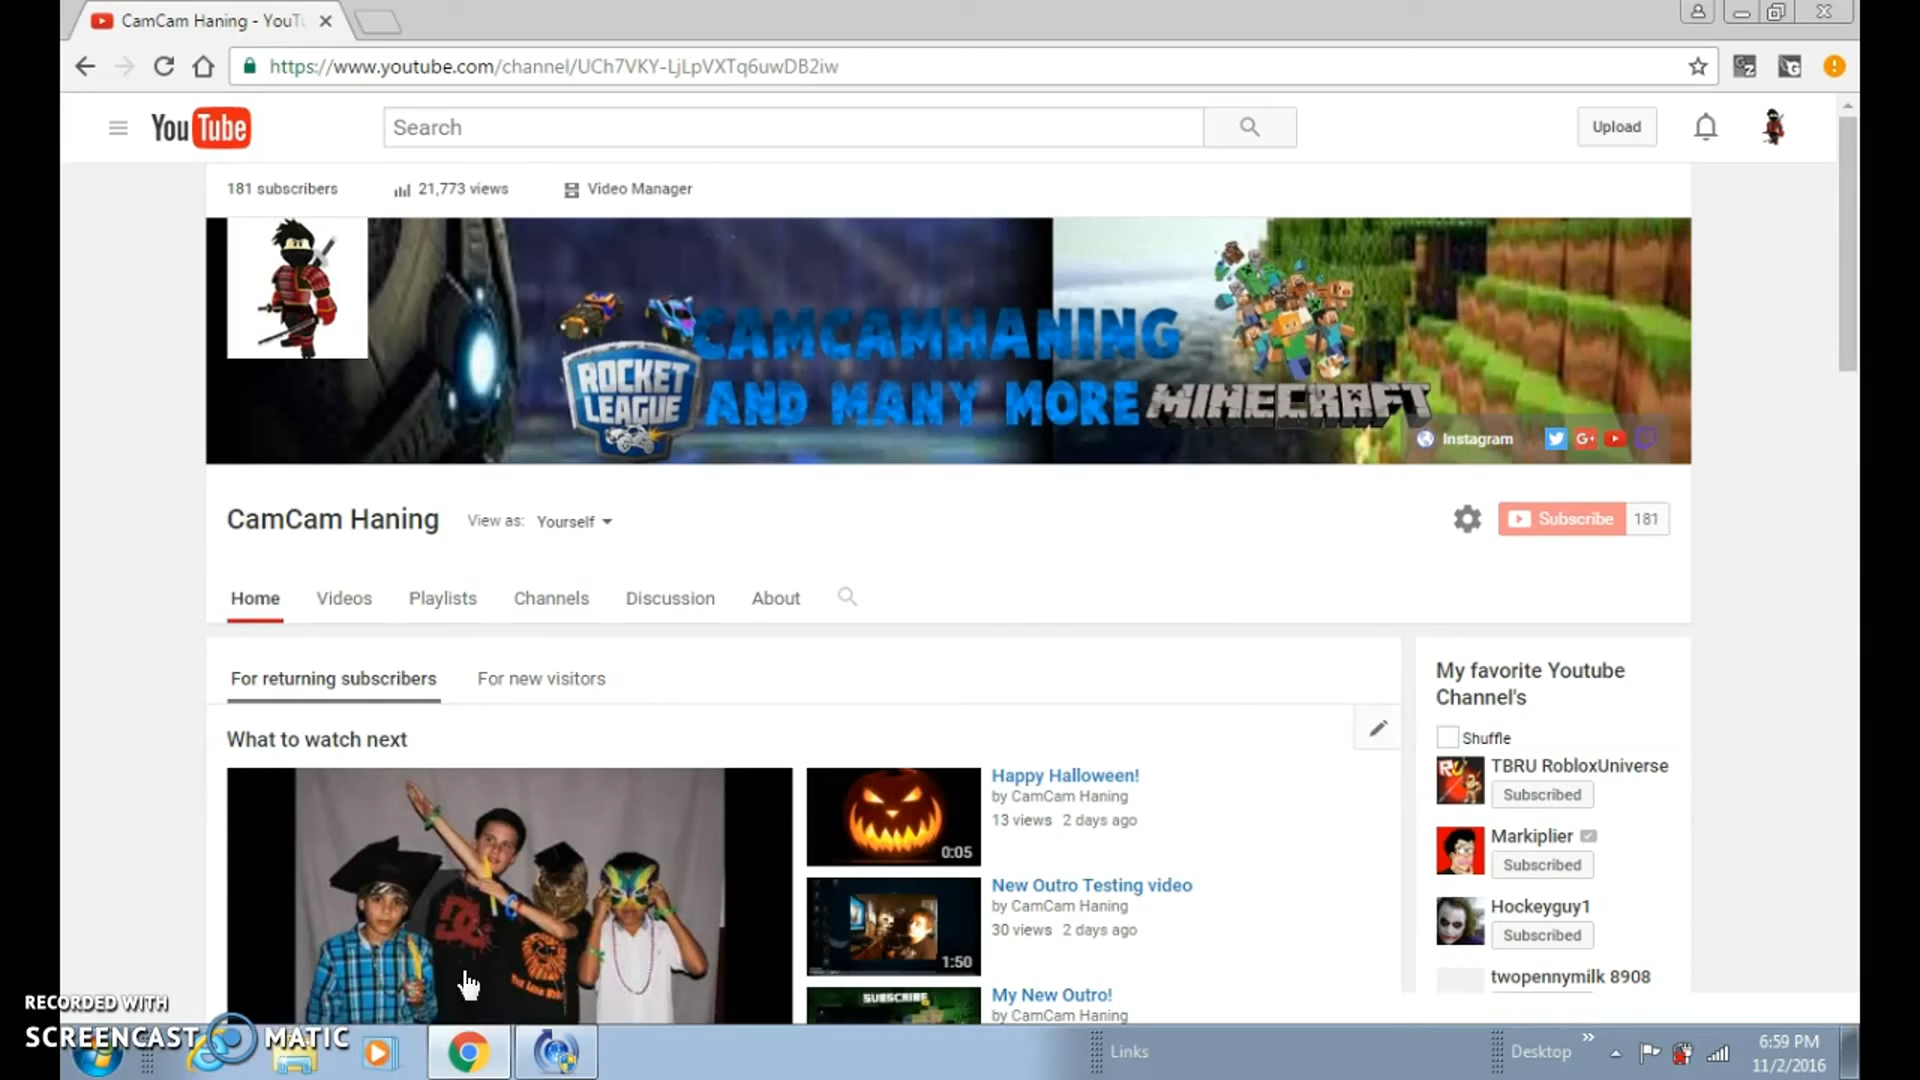 CamCam Haning - YouTu
https://www.youtube.com/channel/UCh7VKY-LjLpVXTq6uwDB2iw
YouTube
Search
Upload
181 subscribers
21,773 views
Video Manager
CAMCAMHANING
ROCKET LEAGUE
AND MANY MORE
MINECRAFT
Instagram
CamCam Haning
View as: Yourself
Subscribe 181
Home Videos Playlists Channels Discussion About
For returning subscribers
For new visitors
What to watch next
Happy Halloween!
by CamCam Haning
13 views 2 days ago
0:05
New Outro Testing video
by CamCam Haning
30 views 2 days ago
1:50
My New Outro!
by CamCam Haning
SUBSCRIBE
My favorite Youtube
Channel's
Shuffle
TBRU RobloxUniverse
Subscribed
Markiplier
Subscribed
Hockeyguy1
Subscribed
twopennymilk 8908
RECORDED WITH
SCREENCAST MATIC
Links
Desktop
6:59 PM
11/2/2016